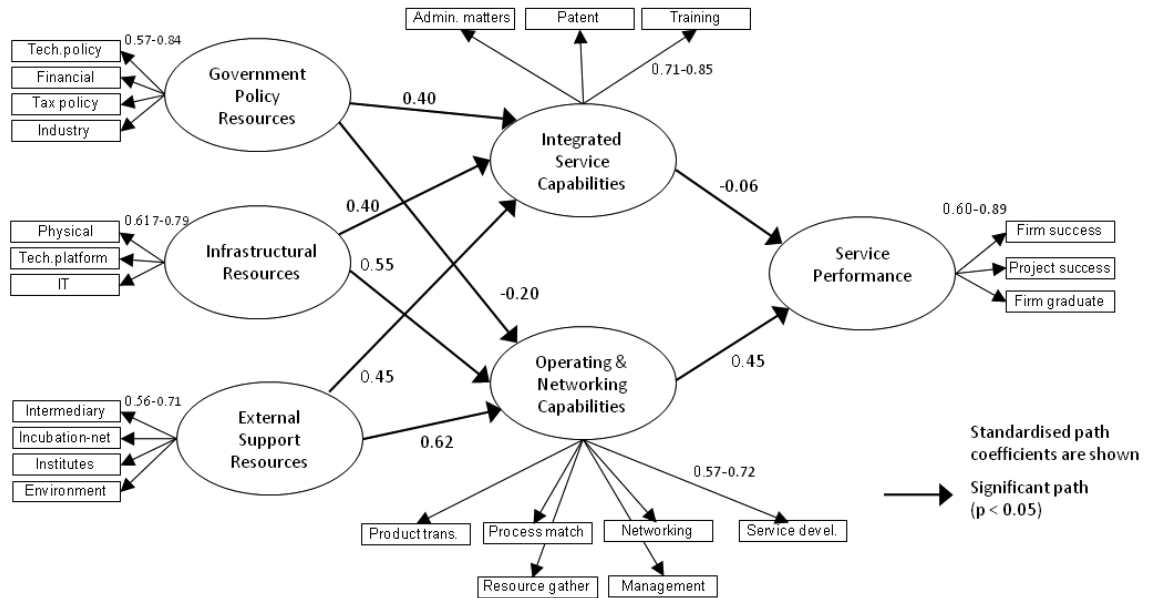 Admin. matters
Patent
Training
0.71-0.85
0.57-0.84
Tech.policy
Financial
Tax policy
Industry
Government
Policy
Resources
0.40
Integrated
Service
Capabilities
-0.06
0.617-0.79
Physical
Tech.platform
IT
Infrastructural
Resources
0.40
0.55
-0.20
Service
Performance
0.60-0.89
Firm success
Project success
Firm graduate
0.56-0.71
Intermediary
Incubation-net
Institutes
Environment
External
Support
Resources
0.45
0.62
Operating &
Networking
Capabilities
0.45
0.57-0.72
Product trans.
Process match
Networking
Service devel.
Resource gather
Management
Standardised path
coefficients are shown
Significant path
(p < 0.05)